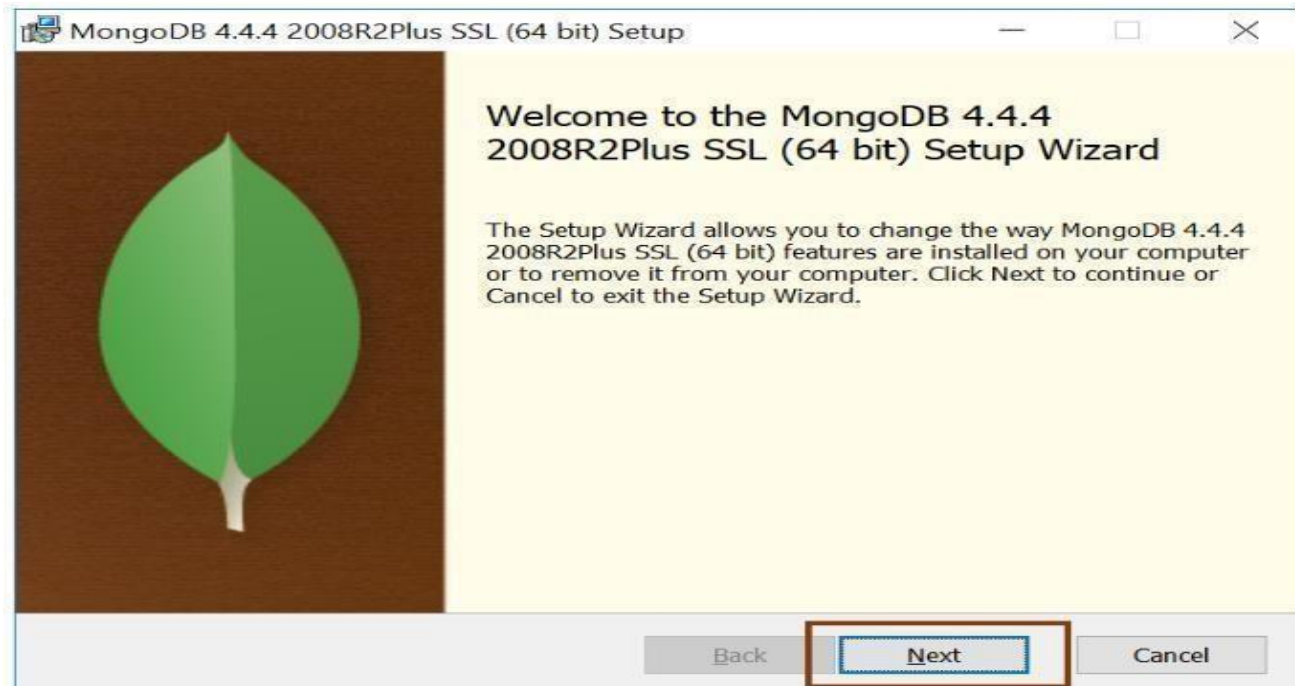 MongoDB 4.4.4 2008R2Plus SSL (64 bit) Setup
Welcome to the MongoDB 4.4.4
2008R2Plus SSL (64 bit) Setup Wizard
The Setup Wizard allows you to change the way MongoDB 4.4.4
2008R2Plus SSL (64 bit) features are installed on your computer
or to remove it from your computer. Click Next to continue or
Cancel to exit the Setup Wizard.
Back
Next
Cancel